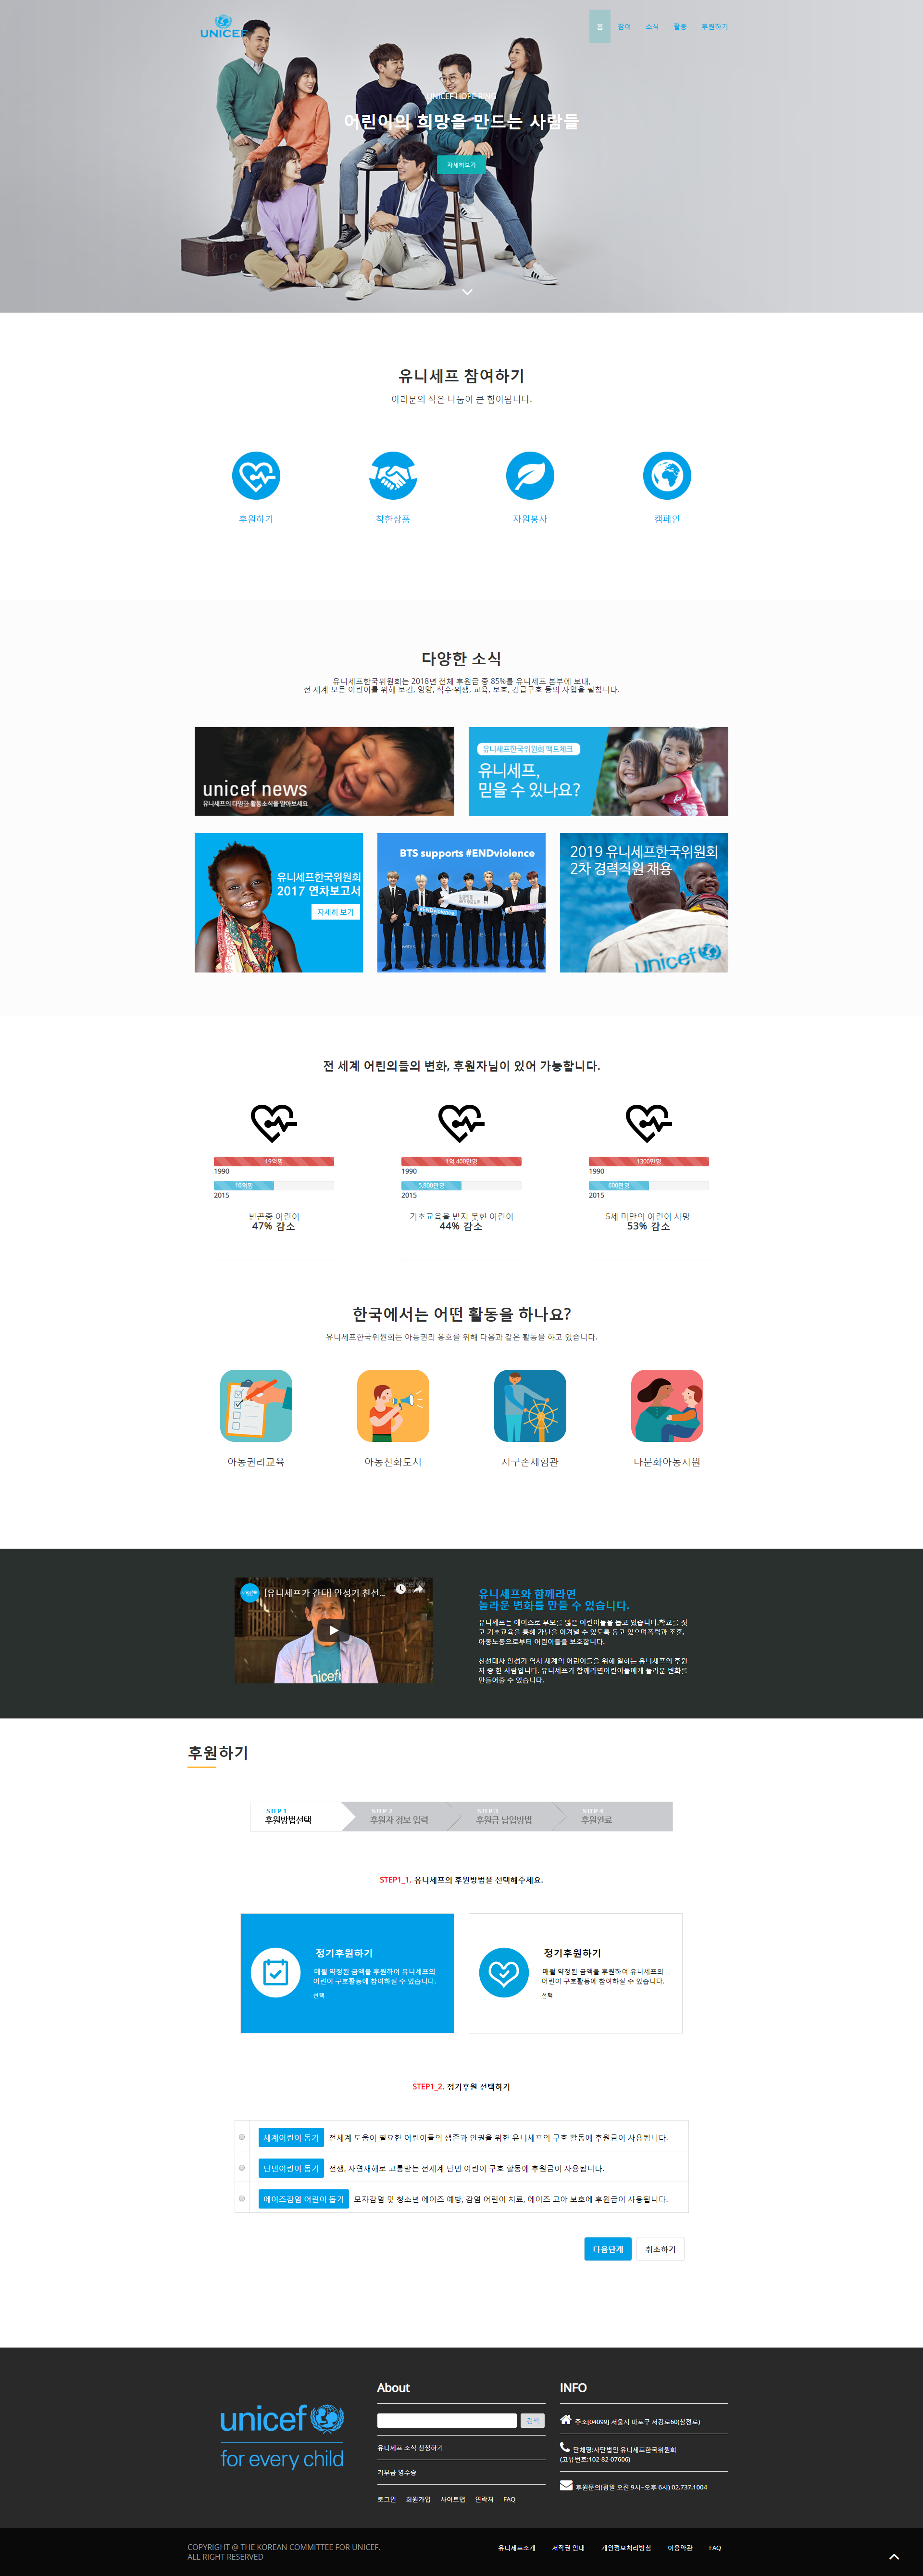 UNICEF
홈 참여 소식 활동 후원하기
UNICEF HOPE RING
어린이의 희망을 만드는 사람들
자세히보기
유니세프 참여하기
여러분의 작은 나눔이 큰 힘이됩니다.
후원하기 착한상품 자원봉사 캠페인
다양한 소식
유니세프한국위원회는 2018년 전체 후원금 중 85%를 유니세프 본부에 보내,
전 세계 모든 어린이를 위해 보건, 영양, 식수·위생, 교육, 보호, 긴급구호 등의 사업을 펼칩니다.
unicef news
유니세프의 다양한 활동소식을 알아보세요
유니세프한국위원회 팩트체크
유니세프,
믿을 수 있나요?
유니세프한국위원회
2017 연차보고서
자세히 보기
BTS supports #ENDviolence
2019 유니세프한국위원회
2차 경력직원 채용
unicef
전 세계 어린의들의 변화, 후원자님이 있어 가능합니다.
19억명
1990
10억명
2015
빈곤층 어린이
47% 감소
1억 400만명
1990
5,800만명
2015
기초교육을 받지 못한 어린이
44% 감소
1300만명
1990
600만명
2015
5세 미만의 어린이 사망
53% 감소
한국에서는 어떤 활동을 하나요?
유니세프한국위원회는 아동권리 옹호를 위해 다음과 같은 활동을 하고 있습니다.
아동권리교육 아동친화도시 지구촌체험관 다문화아동지원
[유니세프가 간다] 안성기 친선...
unicef
유니세프와 함께라면
놀라운 변화를 만들 수 있습니다.
유니세프는 에이즈로 부모를 잃은 어린이들을 돕고 있습니다.학교를 짓
고 기초교육을 통해 가난을 이겨낼 수 있도록 돕고 있으며폭력과 조혼,
아동노동으로부터 어린이들을 보호합니다.
친선대사 안성기 역시 세계의 어린이들을 위해 일하는 유니세프의 후원
자 중 한 사람입니다. 유니세프가 함께라면어린이들에게 놀라운 변화를
만들어줄 수 있습니다.
후원하기
STEP 1
후원방법선택
STEP 2
후원자 정보 입력
STEP 3
후원금 납입방법
STEP 4
후원완료
STEP1_1. 유니세프의 후원방법을 선택해주세요.
정기후원하기
매월 약정된 금액을 후원하여 유니세프의
어린이 구호활동에 참여하실 수 있습니다.
선택
정기후원하기
매월 약정된 금액을 후원하여 유니세프의
어린이 구호활동에 참여하실 수 있습니다.
선택
STEP1_2. 정기후원 선택하기
세계어린이 돕기 전세계 도움이 필요한 어린이들의 생존과 인권을 위한 유니세프의 구호 활동에 후원금이 사용됩니다.
난민어린이 돕기 전쟁, 자연재해로 고통받는 전세계 난민 어린이 구호 활동에 후원금이 사용됩니다.
에이즈감염 어린이 돕기 모자감염 및 청소년 에이즈 예방, 감염 어린이 치료, 에이즈 고아 보호에 후원금이 사용됩니다.
다음단계 취소하기
unicef
for every child
About
검색
유니세프 소식 신청하기
기부금 영수증
로그인 회원가입 사이트맵 연락처 FAQ
INFO
주소[04099] 서울시 마포구 서강로60(창전로)
단체명:사단법인 유니세프한국위원회
(고유번호:102-82-07606)
후원문의(평일 오전 9시~오후 6시) 02.737.1004
COPYRIGHT @ THE KOREAN COMMITTEE FOR UNICEF.
ALL RIGHT RESERVED
유니세프소개 저작권 안내 개인정보처리방침 이용약관 FAQ